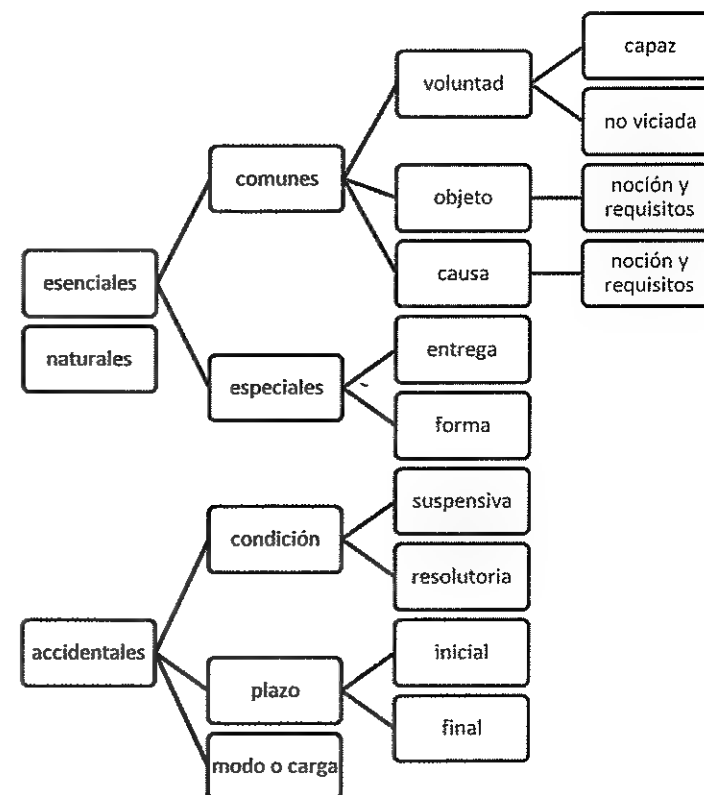 capaz
voluntad
no viciada
comunes
objeto
noción y
requisitos
causa
noción y
requisitos
esenciales
naturales
entrega
especiales
forma
suspensiva
condición
resolutoria
accidentales
inicial
plazo
final
modo o carga